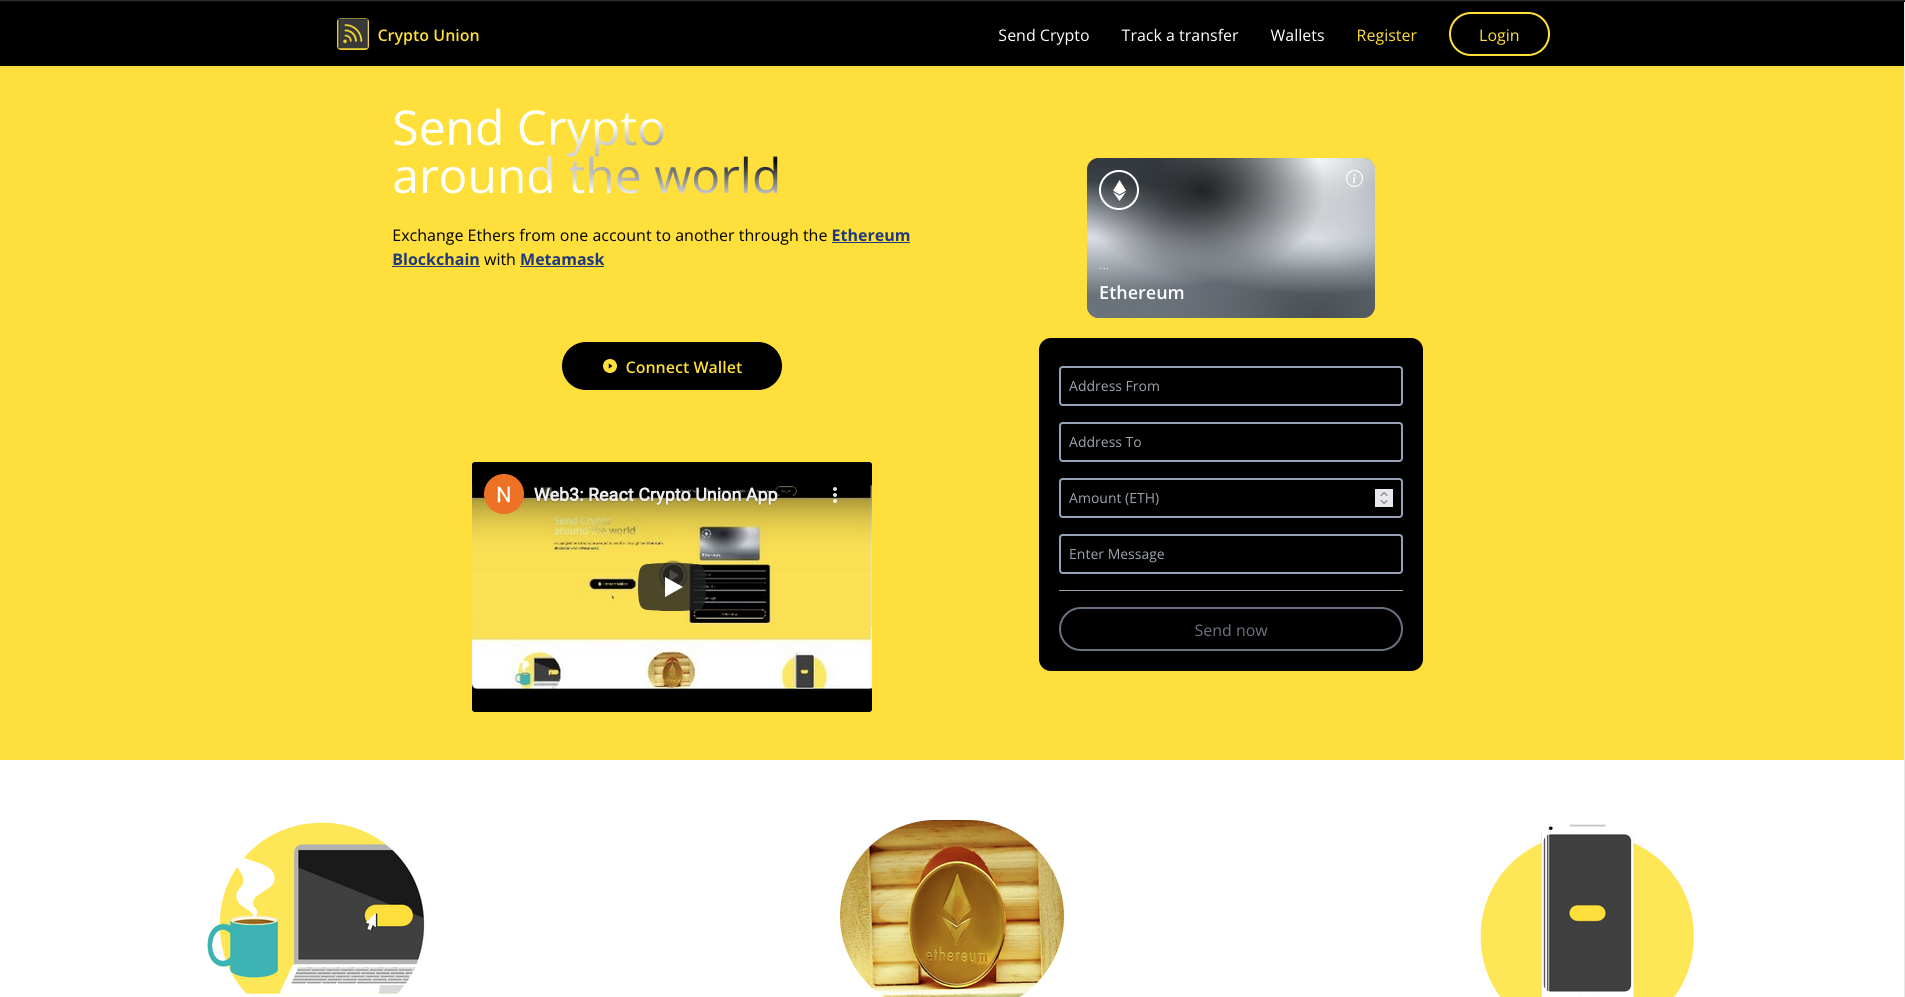 Crypto Union
Send Crypto
Track a transfer
Wallets
Register
Login
Send Crypto
around the world
Exchange Ethers from one account to another through the Ethereum
Blockchain with Metamask
Connect Wallet
N
Web3: React Crypto Union App
Send Crypto
around the world
Ethereum
i
...
Ethereum
Address From
Address To
Amount (ETH)
Enter Message
Send now
ethereum